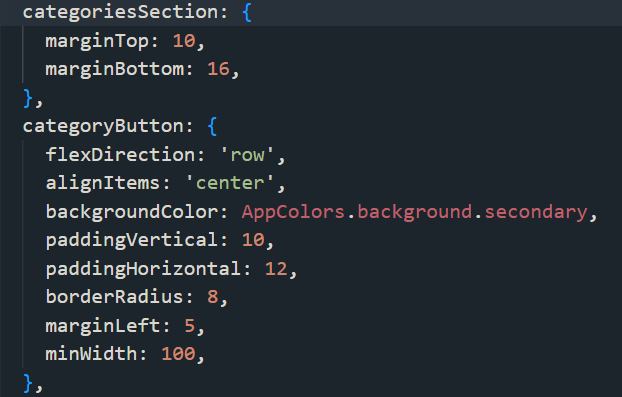 categoriesSection: {
marginTop: 10,
marginBottom: 16,
},
categoryButton: {
flexDirection: 'row',
alignItems: 'center',
backgroundColor: AppColors.background.secondary,
paddingVertical: 10,
paddingHorizontal: 12,
borderRadius: 8,
marginLeft: 5,
minWidth: 100,
},